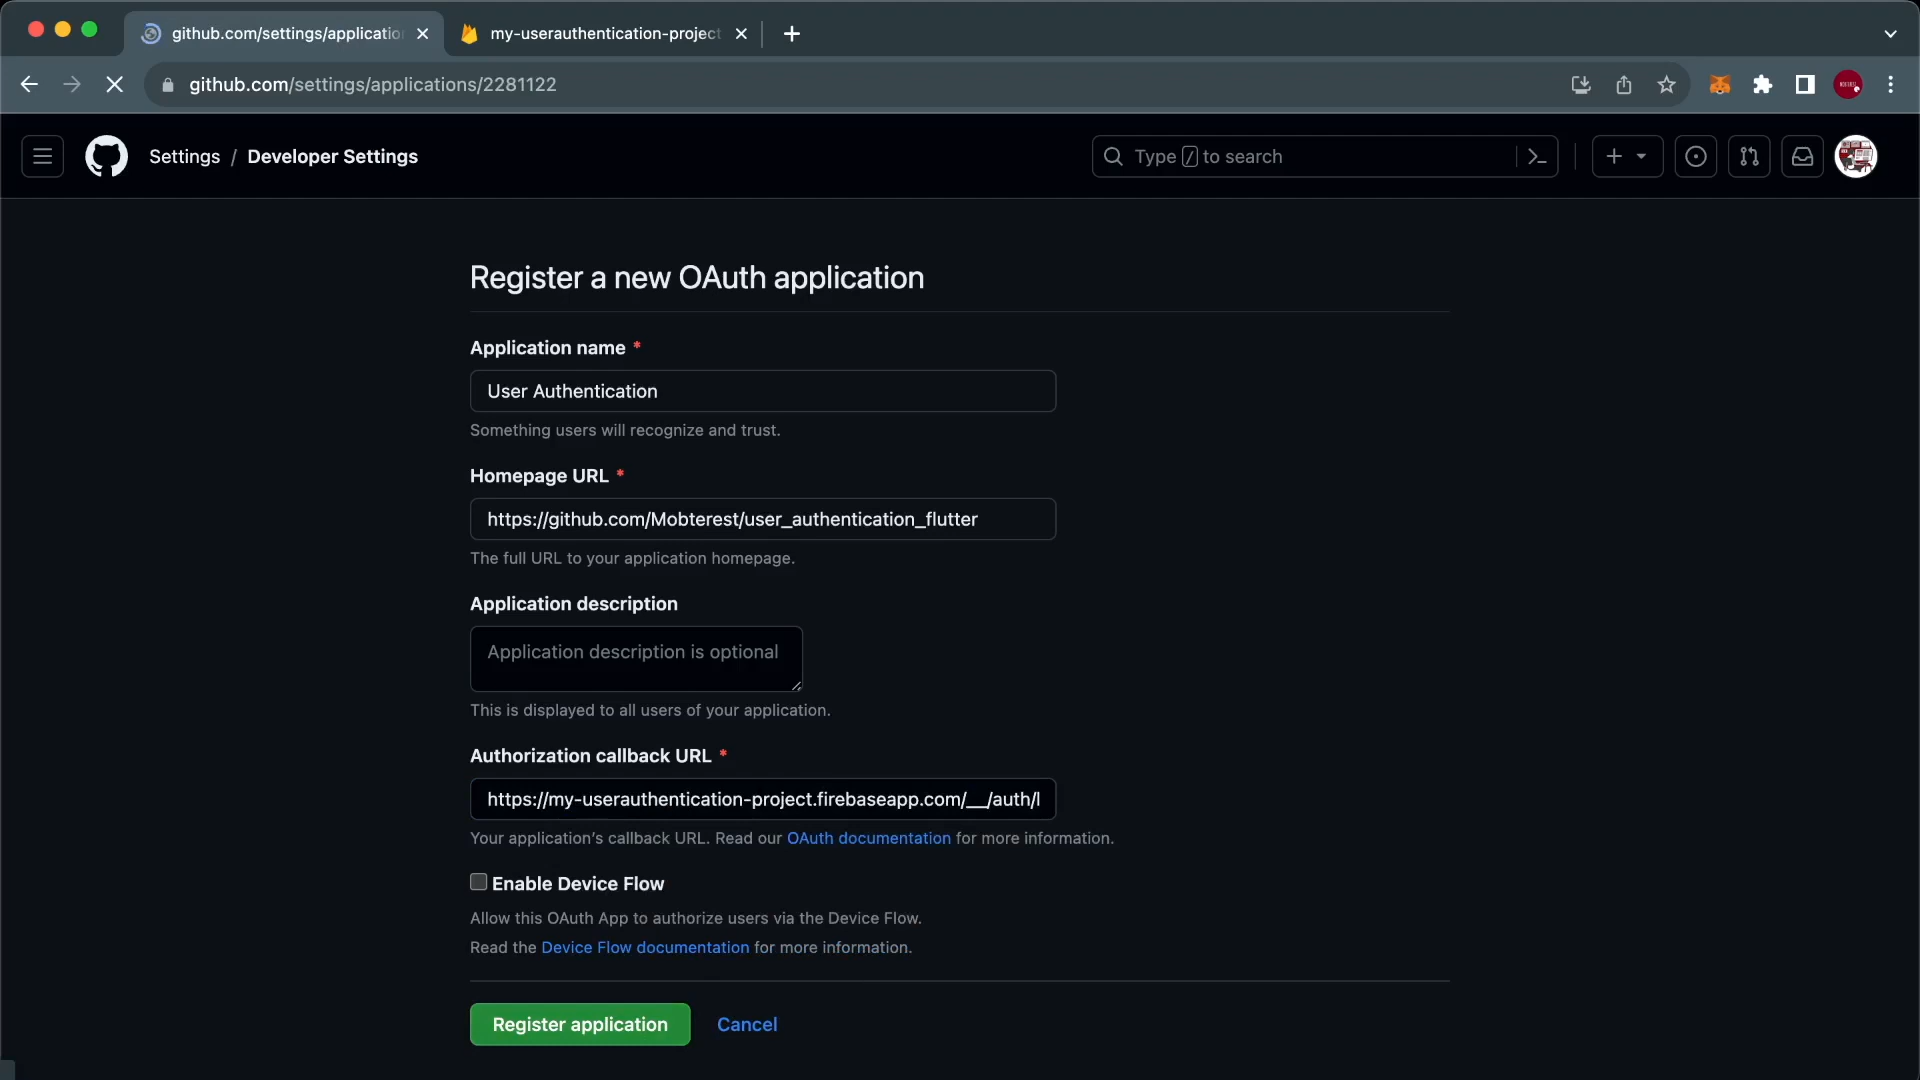 github.com/settings/applicatio
my-userauthentication-project
github.com/settings/applications/2281122
Settings / Developer Settings
Type / to search
Register a new OAuth application
Application name *
User Authentication
Something users will recognize and trust.
Homepage URL *
https://github.com/Mobterest/user_authentication_flutter
The full URL to your application homepage.
Application description
Application description is optional
This is displayed to all users of your application.
Authorization callback URL *
https://my-userauthentication-project.firebaseapp.com/__/auth/l
Your application’s callback URL. Read our OAuth documentation for more information.
Enable Device Flow
Allow this OAuth App to authorize users via the Device Flow.
Read the Device Flow documentation for more information.
Register application
Cancel